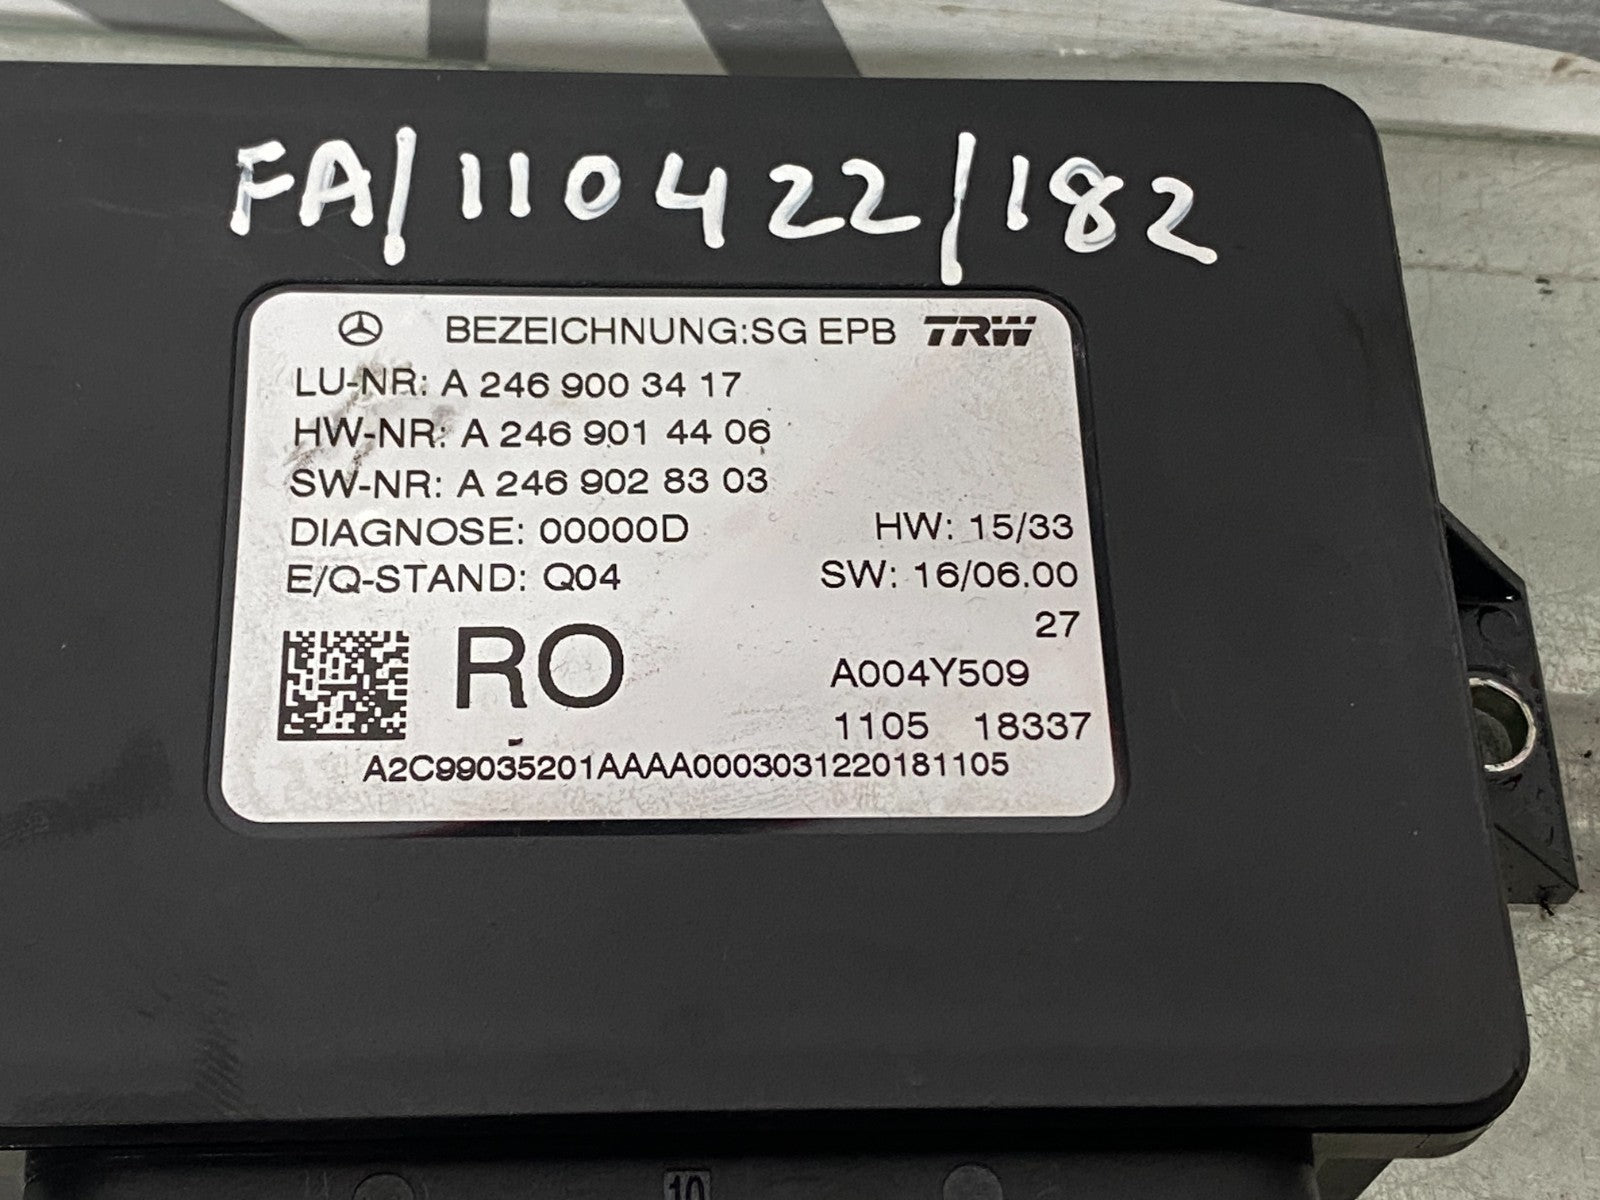 FA/110422/182
BEZEICHNUNG:SG EPB TRW
LU-NR: A 246 900 34 17
HW-NR: A 246 901 44 06
SW-NR: A 246 902 83 03
DIAGNOSE: 00000D HW: 15/33
E/Q-STAND: Q04 SW: 16/06.00
27
RO A004Y509
1105 18337
A2C99035201AAAA0003031220181105
10